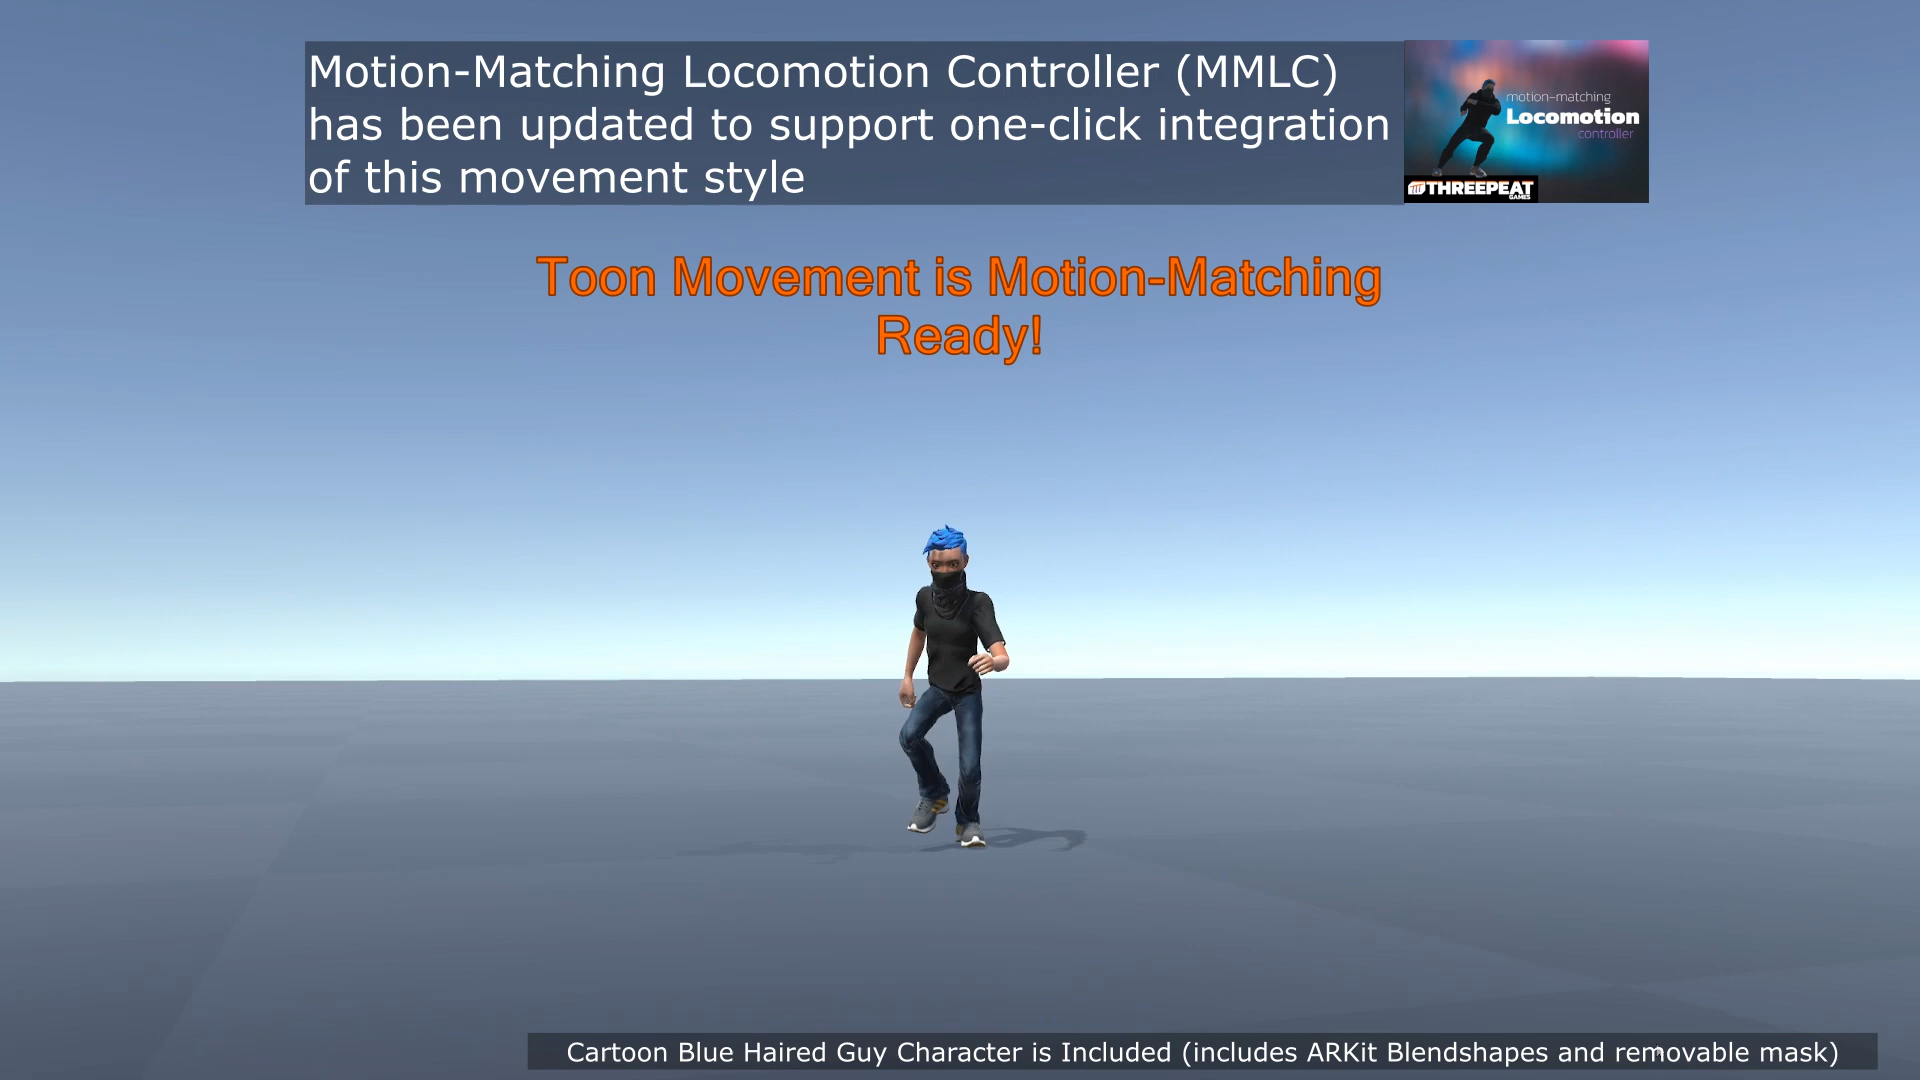 Motion-Matching Locomotion Controller (MMLC)
has been updated to support one-click integration
of this movement style
motion-matching
Locomotion
controller
THREEPEAT
GAMES
Toon Movement is Motion-Matching
Ready!
Cartoon Blue Haired Guy Character is Included (includes ARKit Blendshapes and removable mask)